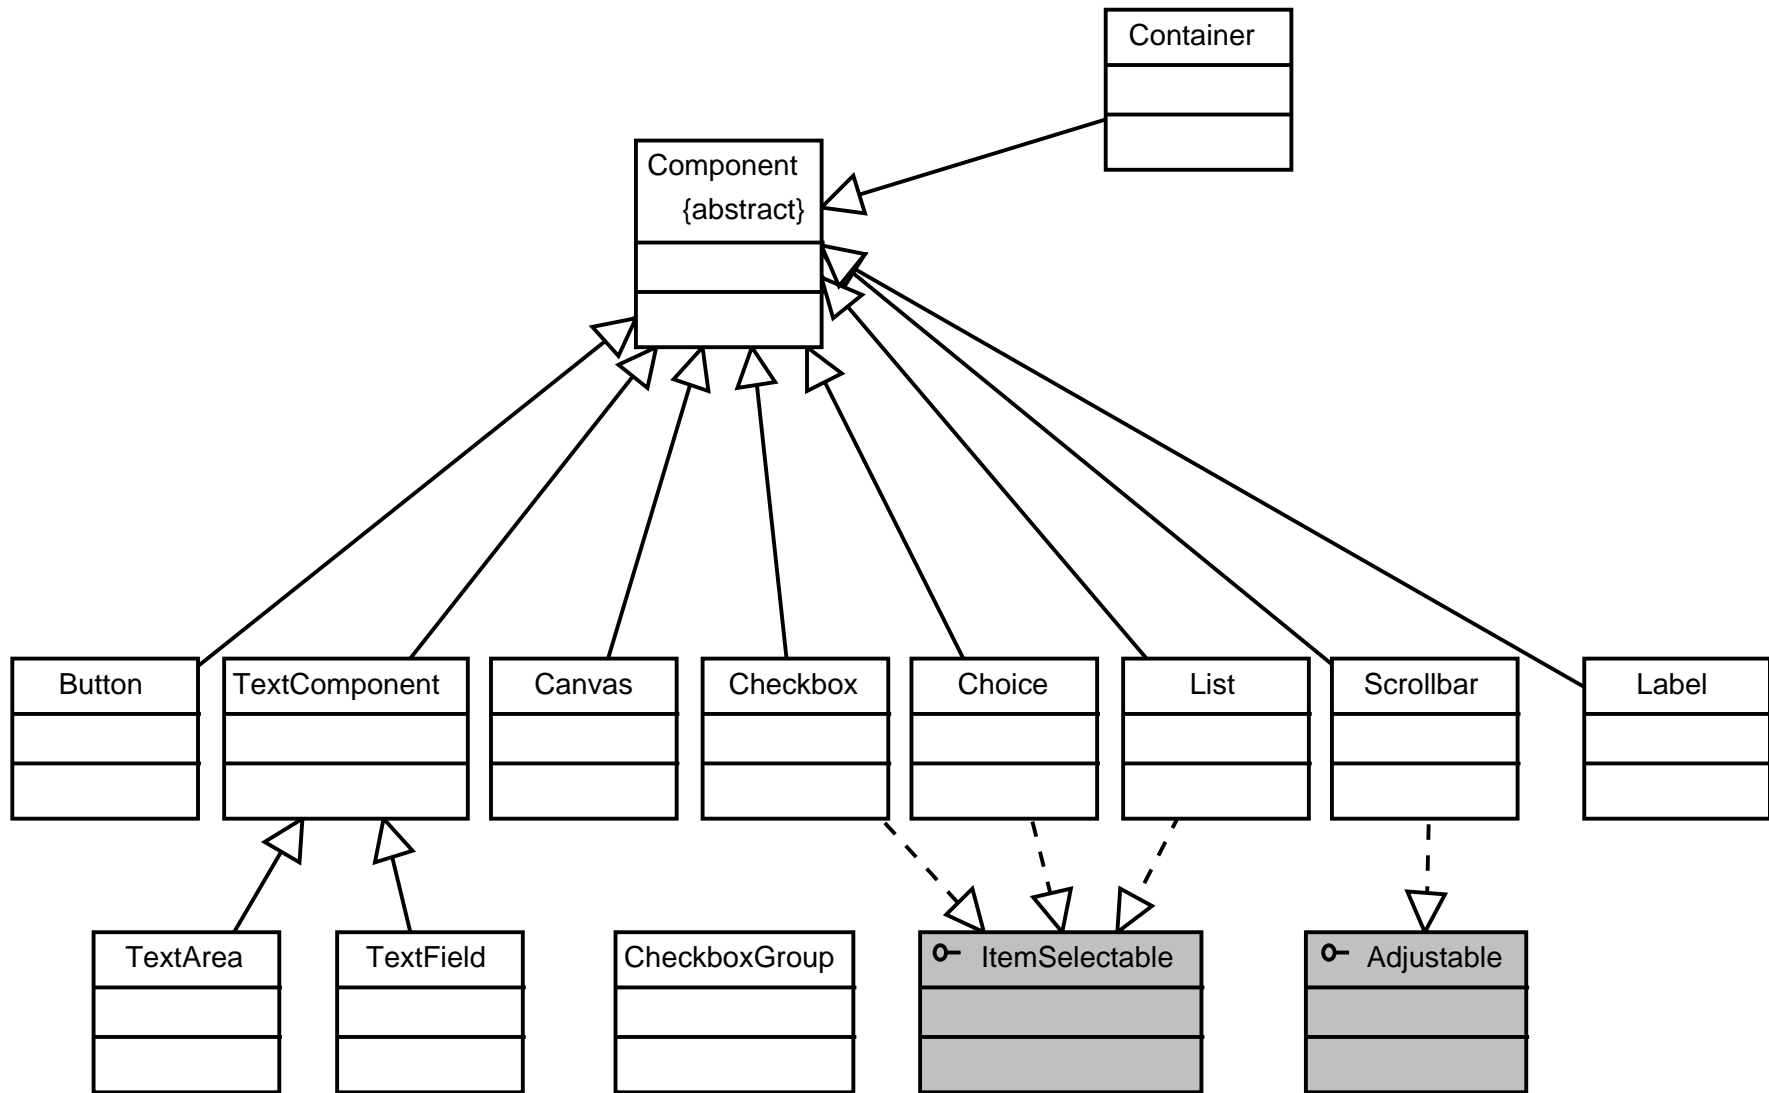 Container
Component
{abstract}
Button
TextComponent
Canvas
Checkbox
Choice
List
Scrollbar
Label
TextArea
TextField
CheckboxGroup
ItemSelectable
Adjustable